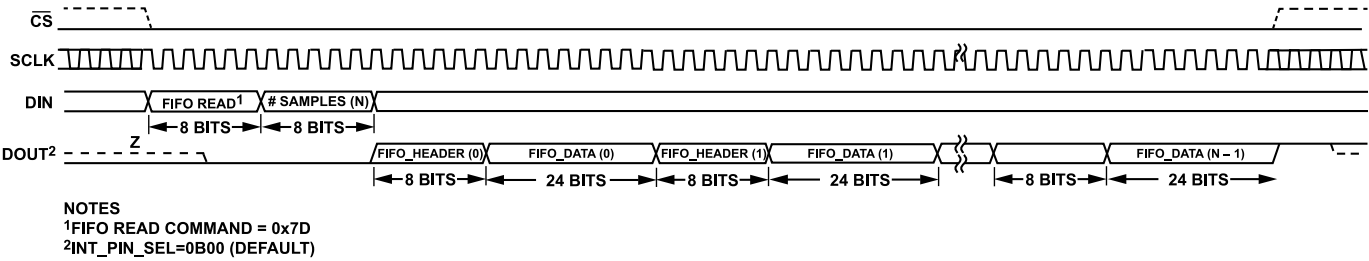 CS
SCLK
DIN FIFO READ1 # SAMPLES (N)
8 BITS 8 BITS
DOUT2 Z FIFO_HEADER (0) FIFO_DATA (0) FIFO_HEADER (1) FIFO_DATA (1) FIFO_DATA (N – 1)
8 BITS 24 BITS 8 BITS 24 BITS 8 BITS 24 BITS
NOTES
1FIFO READ COMMAND = 0x7D
2INT_PIN_SEL=0B00 (DEFAULT)